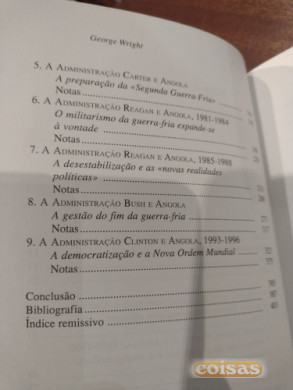 George Wright
5. A ADMINISTRAÇÃO CARTER E ANGOLA
A preparação da «Segunda Guerra-Fria»
Notas
6. A ADMINISTRAÇÃO REAGAN E ANGOLA, 1981-1984
O militarismo da guerra-fria expande-se
à vontade
Notas
7. A ADMINISTRAÇÃO REAGAN E ANGOLA, 1985-1988
A desestabilização e as «novas realidades
políticas»
Notas
8. A ADMINISTRAÇÃO BUSH E ANGOLA
A gestão do fim da guerra-fria
Notas
9. A ADMINISTRAÇÃO CLINTON E ANGOLA, 1993-1996
A democratização e a Nova Ordem Mundial
Notas
Conclusão
Bibliografia
Índice remissivo
coisas